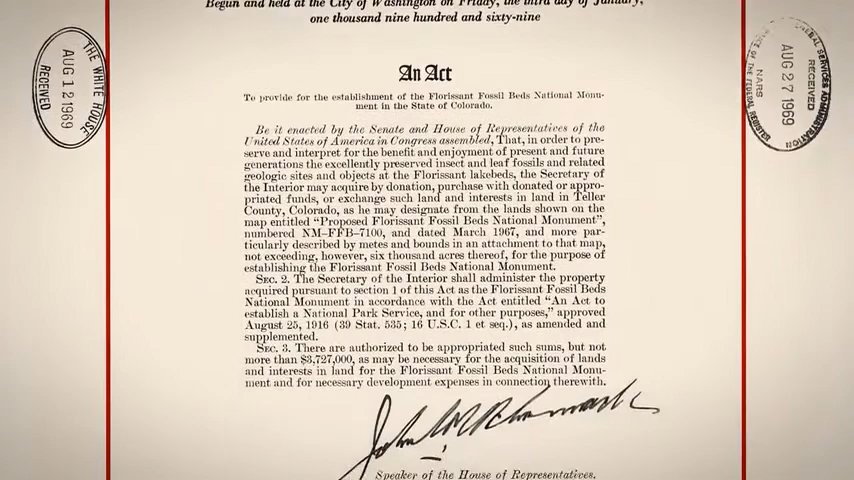 Begun and held at the City of Washington on Friday, the third day of January,
one thousand nine hundred and sixty-nine
An Act
To provide for the establishment of the Florissant Fossil Beds National Monu-
ment in the State of Colorado.
Be it enacted by the Senate and House of Representatives of the
United States of America in Congress assembled, That, in order to pre-
serve and interpret for the benefit and enjoyment of present and future
generations the excellently preserved insect and leaf fossils and related
geologic sites and objects at the Florissant lakebeds, the Secretary of
the Interior may acquire by donation, purchase with donated or appro-
priated funds, or exchange such land and interests in land in Teller
County, Colorado, as he may designate from the lands shown on the
map entitled "Proposed Florissant Fossil Beds National Monument",
numbered NM-FFB-7100, and dated March 1967, and more par-
ticularly described by metes and bounds in an attachment to that map,
not exceeding, however, six thousand acres thereof, for the purpose of
establishing the Florissant Fossil Beds National Monument.
SEC. 2. The Secretary of the Interior shall administer the property
acquired pursuant to section 1 of this Act as the Florissant Fossil Beds
National Monument in accordance with the Act entitled "An Act to
establish a National Park Service, and for other purposes," approved
August 25, 1916 (39 Stat. 535; 16 U.S.C. 1 et seq.), as amended and
supplemented.
SEC. 3. There are authorized to be appropriated such sums, but not
more than $3,727,000, as may be necessary for the acquisition of lands
and interests in land for the Florissant Fossil Beds National Monu-
ment and for necessary development expenses in connection therewith.
John W McCormack
Speaker of the House of Representatives.
THE WHITE HOUSE
AUG 12 1969
RECEIVED
GENERAL SERVICES ADMINISTRATION
RECEIVED
AUG 27 1969
NARS
OFFICE OF THE FEDERAL REGISTER